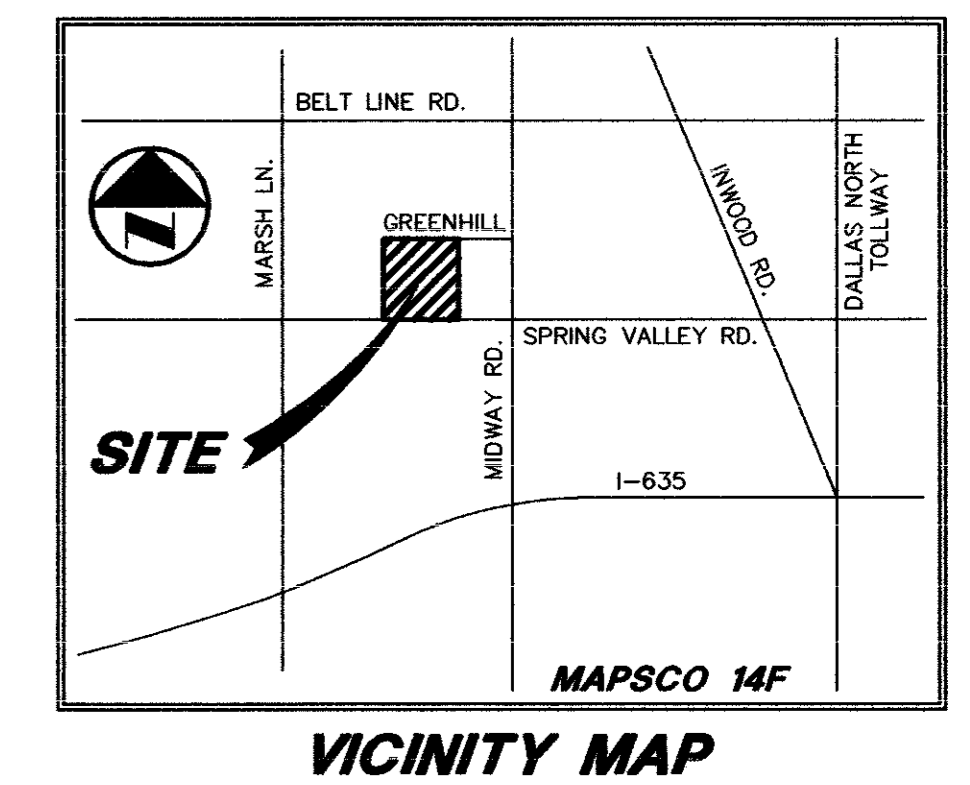 BELT LINE RD.
MARSH LN.
N
GREENHILL
INWOOD RD.
DALLAS NORTH
TOLLWAY
SPRING VALLEY RD.
MIDWAY RD.
SITE
I-635
MAPSCO 14F
VICINITY MAP